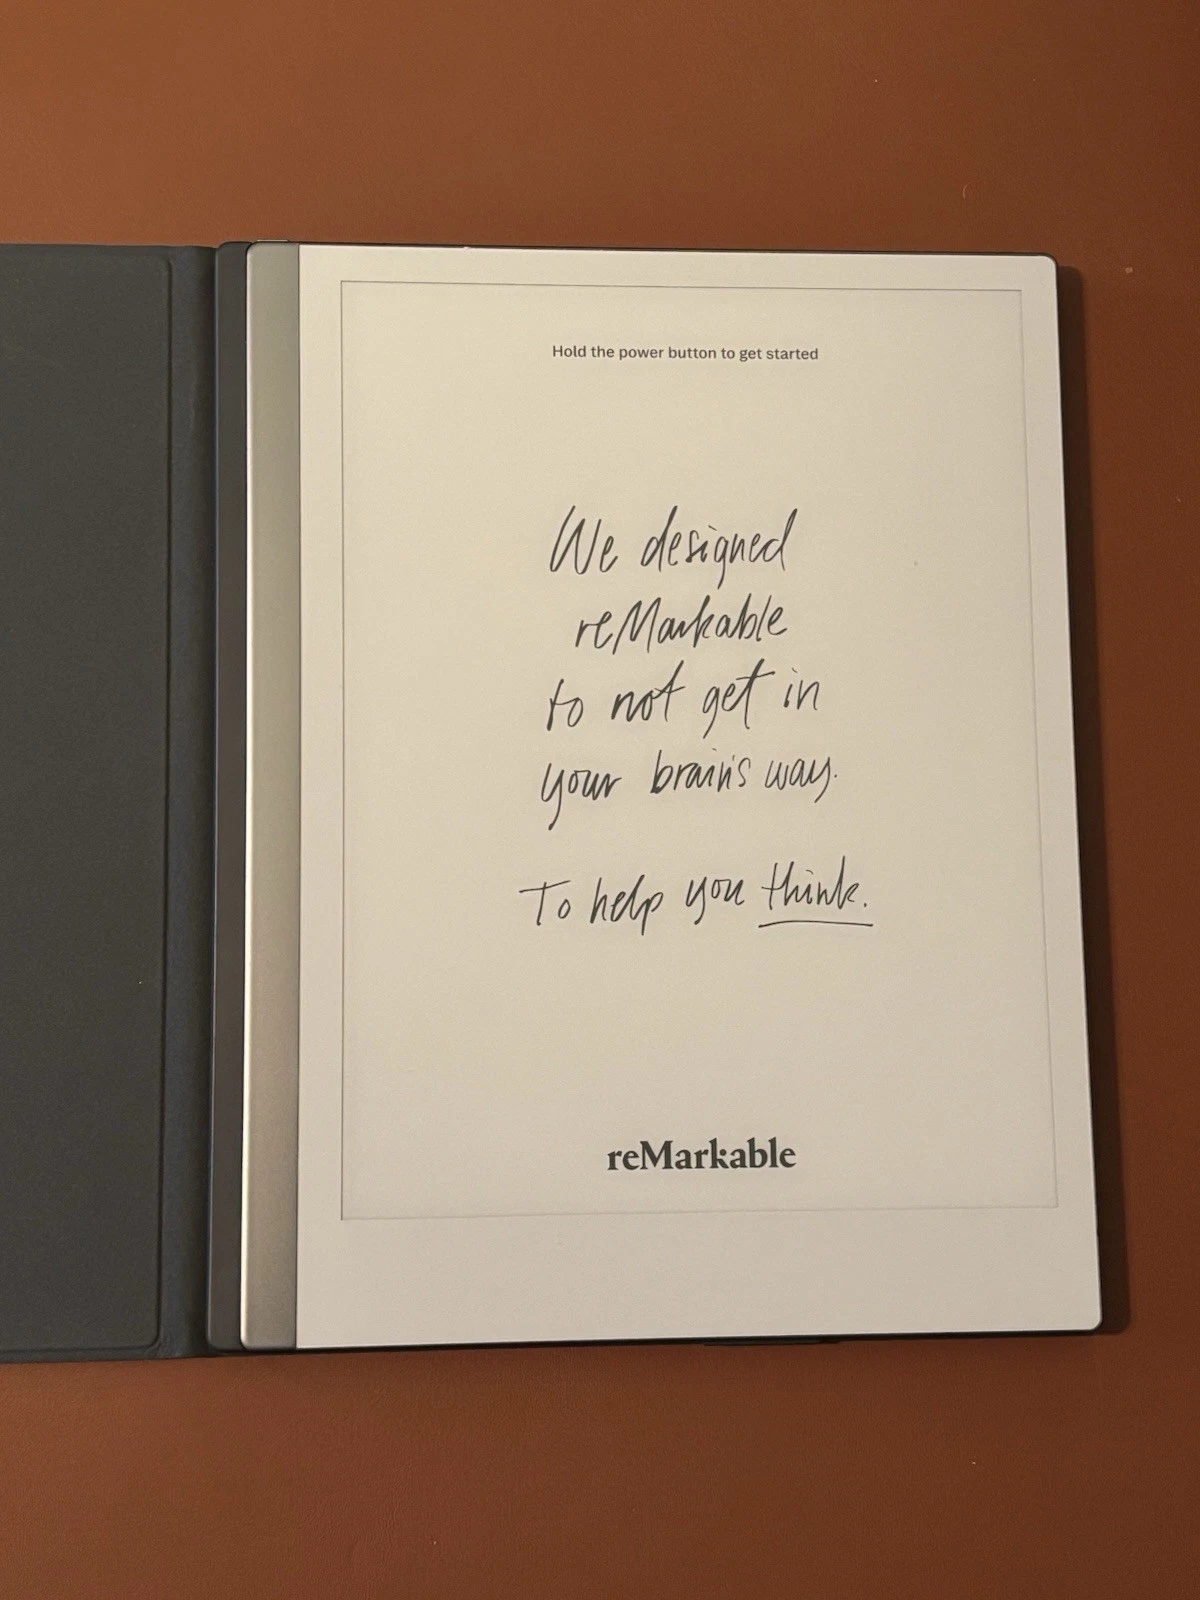 Hold the power button to get started
We designed
reMarkable
to not get in
your brain's way.
To help you think.
reMarkable